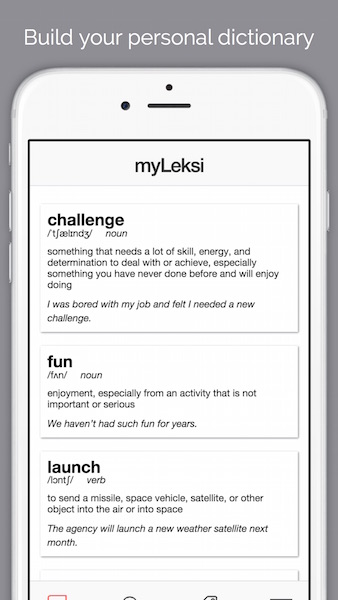 Build your personal dictionary
myLeksi
challenge
/ˈtʃælɪndʒ/ noun
something that needs a lot of skill, energy, and
determination to deal with or achieve, especially
something you have never done before and will enjoy
doing
I was bored with my job and felt I needed a new
challenge.
fun
/fʌn/ noun
enjoyment, especially from an activity that is not
important or serious
We haven't had such fun for years.
launch
/lɔntʃ/ verb
to send a missile, space vehicle, satellite, or other
object into the air or into space
The agency will launch a new weather satellite next
month.